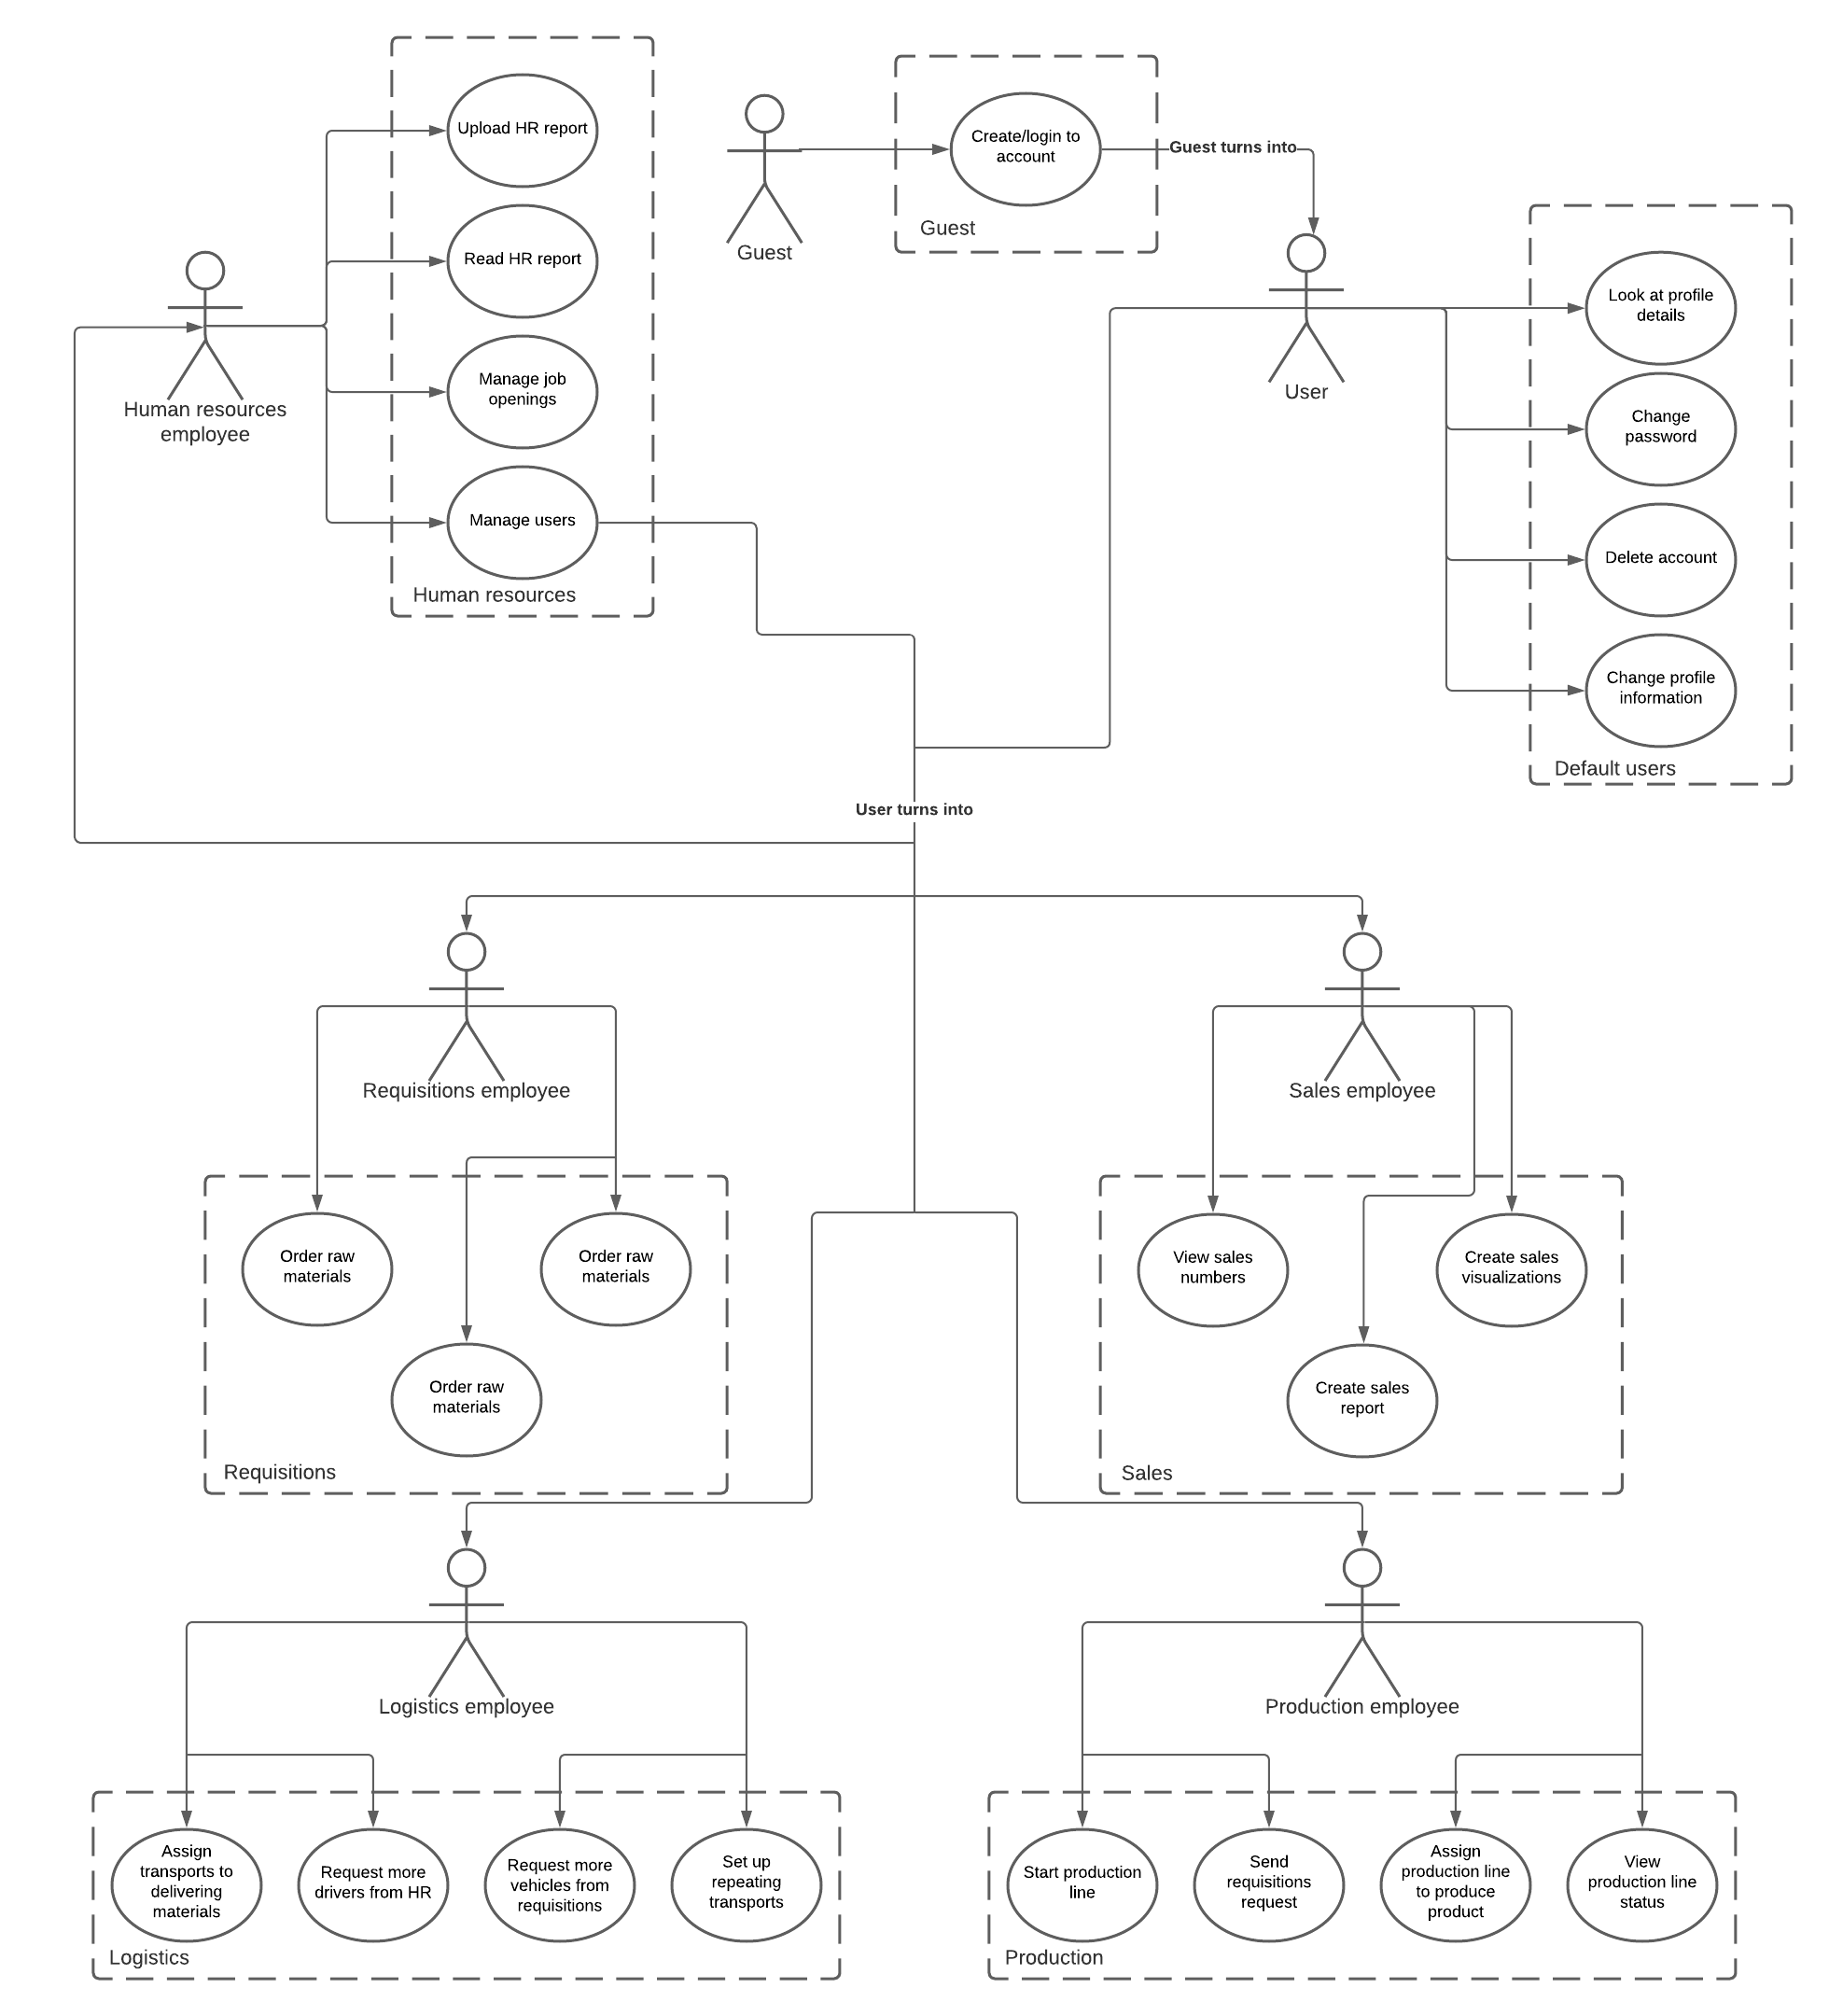 Upload HR report
Read HR report
Manage job
openings
Manage users
Human resources
Human resources
employee
Guest
Create/login to
account
Guest
Guest turns into
User
Look at profile
details
Change
password
Delete account
Change profile
information
Default users
User turns into
Requisitions employee
Order raw
materials
Order raw
materials
Order raw
materials
Requisitions
Sales employee
View sales
numbers
Create sales
visualizations
Create sales
report
Sales
Logistics employee
Assign
transports to
delivering
materials
Request more
drivers from HR
Request more
vehicles from
requisitions
Set up
repeating
transports
Logistics
Production employee
Start production
line
Send
requisitions
request
Assign
production line
to produce
product
View
production line
status
Production